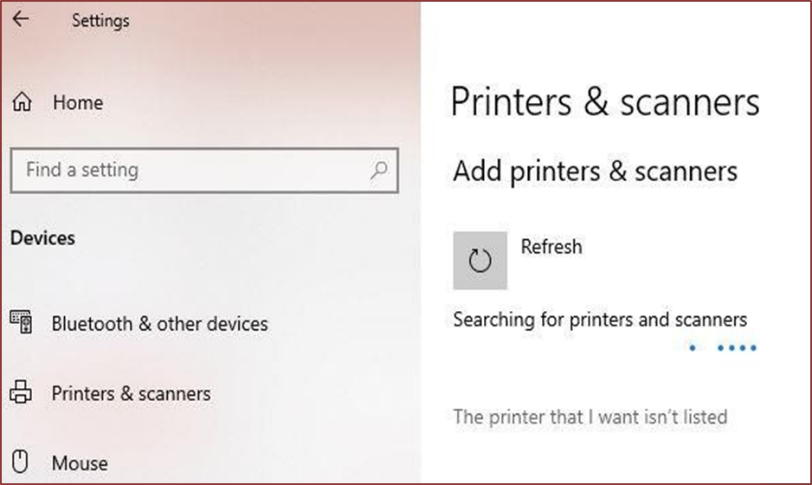 Settings
Home
Find a setting
Devices
Bluetooth & other devices
Printers & scanners
Mouse
Printers & scanners
Add printers & scanners
Refresh
Searching for printers and scanners
The printer that I want isn't listed